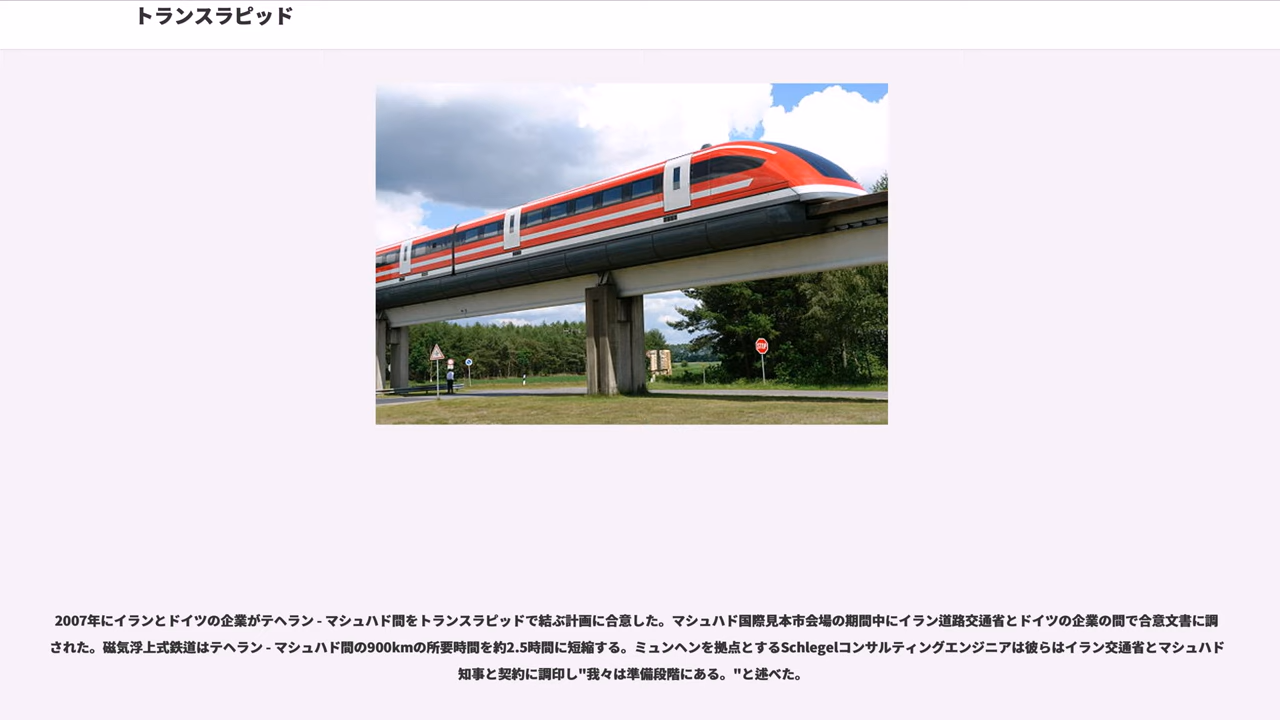 トランスラピッド
STOP
2007年にイランとドイツの企業がテヘラン - マシュハド間をトランスラピッドで結ぶ計画に合意した。マシュハド国際見本市会場の期間中にイラン道路交通省とドイツの企業の間で合意文書に調
された。磁気浮上式鉄道はテヘラン - マシュハド間の900kmの所要時間を約2.5時間に短縮する。ミュンヘンを拠点とするSchlegelコンサルティングエンジニアは彼らはイラン交通省とマシュハド
知事と契約に調印し"我々は準備段階にある。"と述べた。